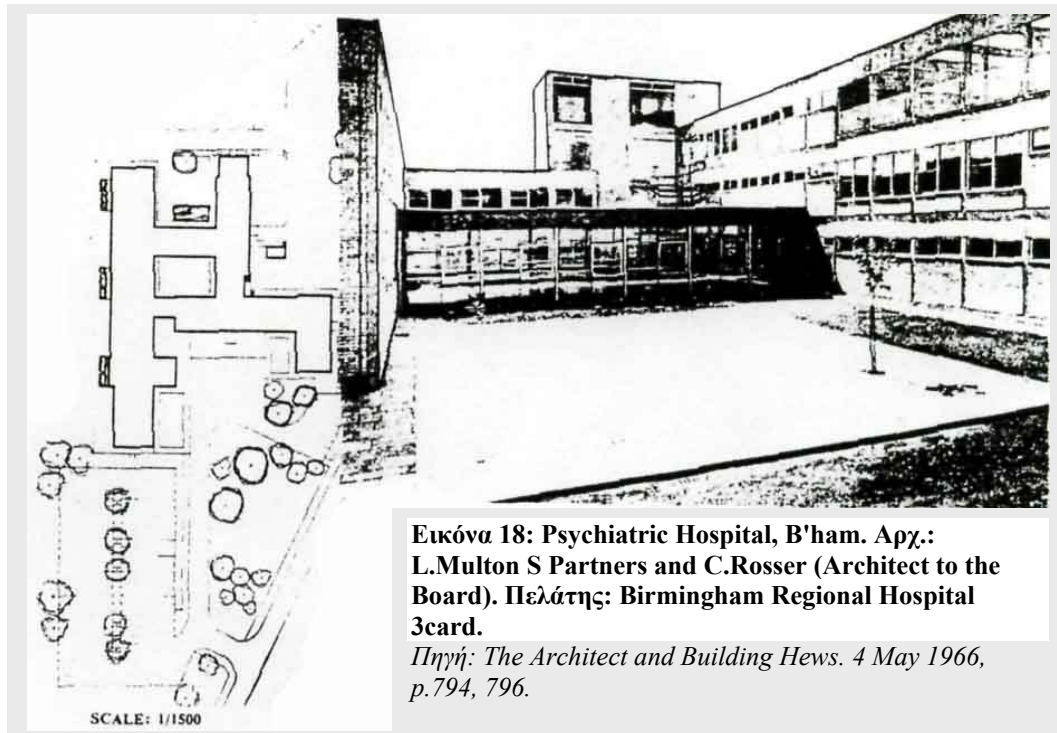 SCALE: 1/1500
Εικόνα 18: Psychiatric Hospital, B'ham. Αρχ.:
L.Multon S Partners and C.Rosser (Architect to the
Board). Πελάτης: Birmingham Regional Hospital
3card.
Πηγή: The Architect and Building Hews. 4 May 1966,
p.794, 796.